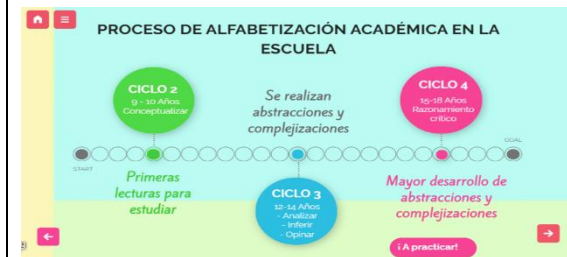 PROCESO DE ALFABETIZACIÓN ACADÉMICA EN LA
ESCUELA
CICLO 2
9 - 10 Años
Conceptualizar
Se realizan
abstracciones y
complejizaciones
CICLO 4
15-18 Años
Razonamiento
crítico
START
GOAL
Primeras
lecturas para
estudiar
CICLO 3
12-14 Años
- Analizar
- Inferir
- Opinar
Mayor desarrollo de
abstracciones y
complejizaciones
¡A practicar!